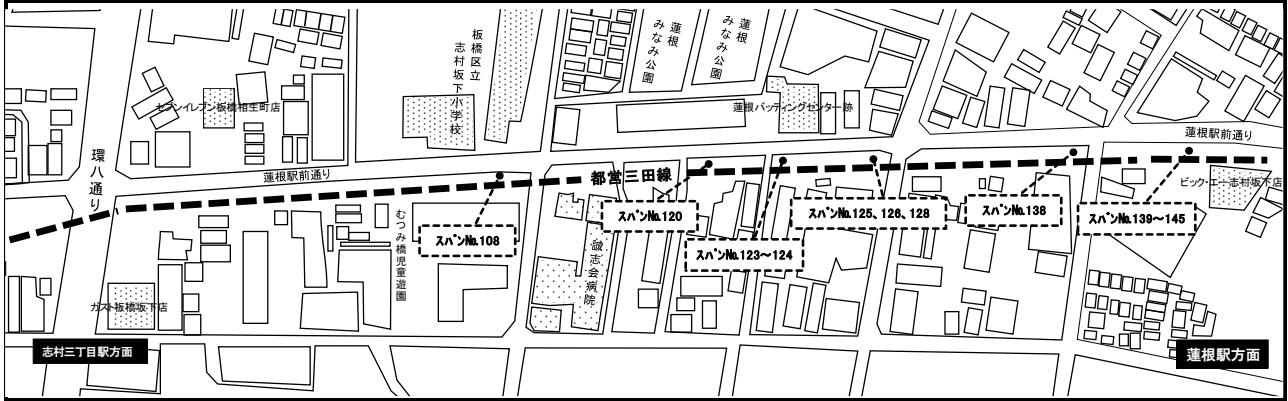 板橋区立
志村坂下小学校
蓮根
みなみ公園
蓮根
みなみ公園
セブンイレブン板橋相生町店
蓮根バッティングセンター跡
蓮根駅前通り
環八通り
蓮根駅前通り
都営三田線
ビック・エー志村坂下店
スパンNo.108
スパンNo.120
スパンNo.123～124
スパンNo.125、126、128
スパンNo.138
スパンNo.139～145
むつみ橋児童遊園
誠志会病院
ガスト板橋坂下店
志村三丁目駅方面
蓮根駅方面